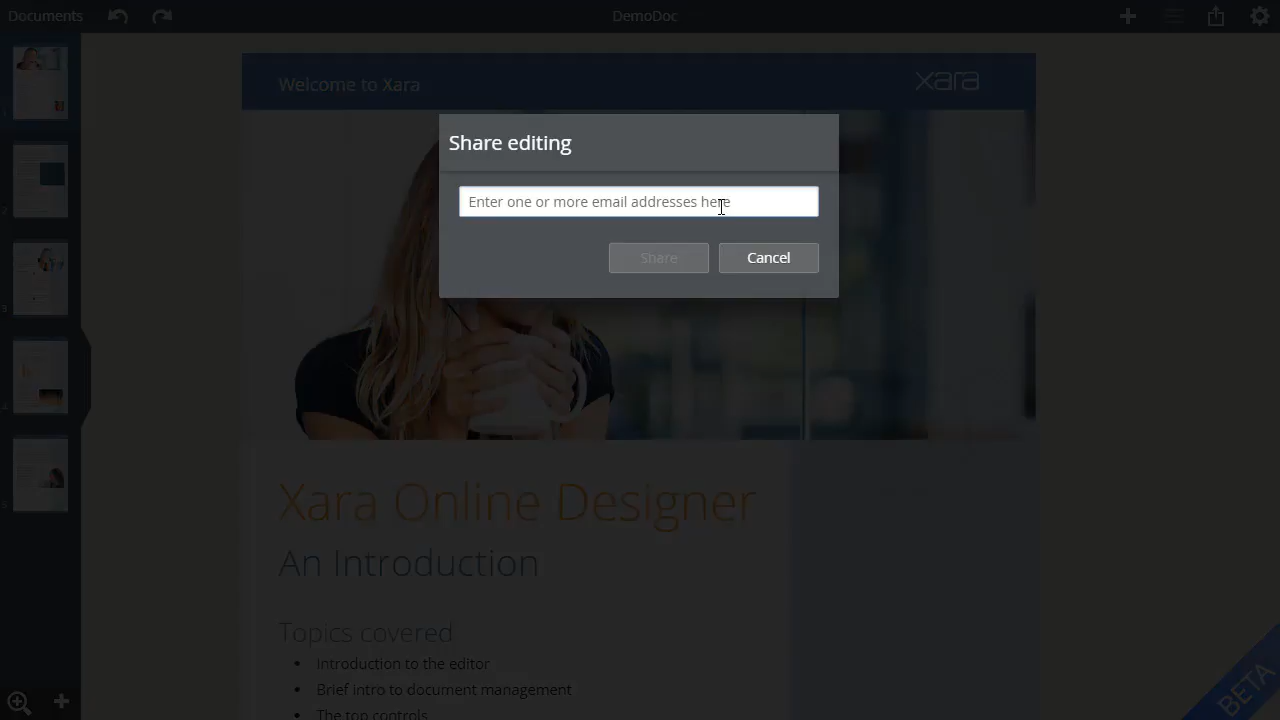 Documents
DemoDoc
Welcome to Xara
xara
Share editing
Enter one or more email addresses here
Share
Cancel
Xara Online Designer
An Introduction
Topics covered
• Introduction to the editor
• Brief intro to document management
• The top controls
BETA